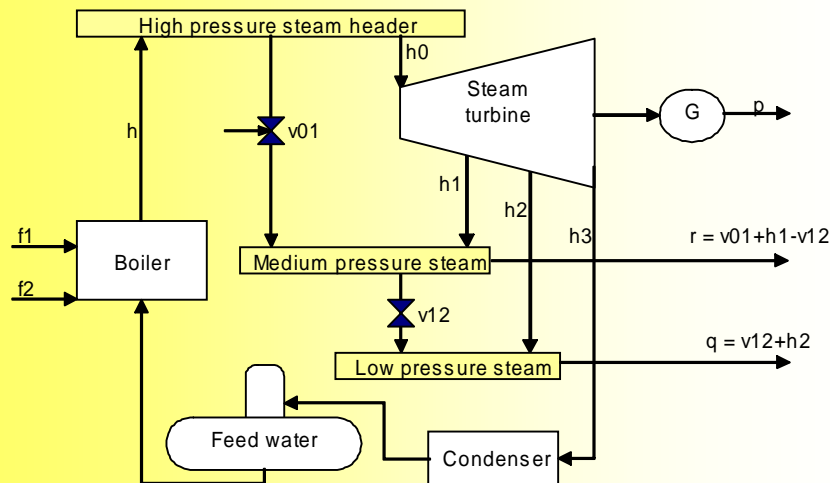 High pressure steam header
h0
Steam
turbine
G
p
h
v01
h1
h2
h3
f1
f2
Boiler
r = v01+h1-v12
Medium pressure steam
v12
q = v12+h2
Low pressure steam
Feed water
Condenser